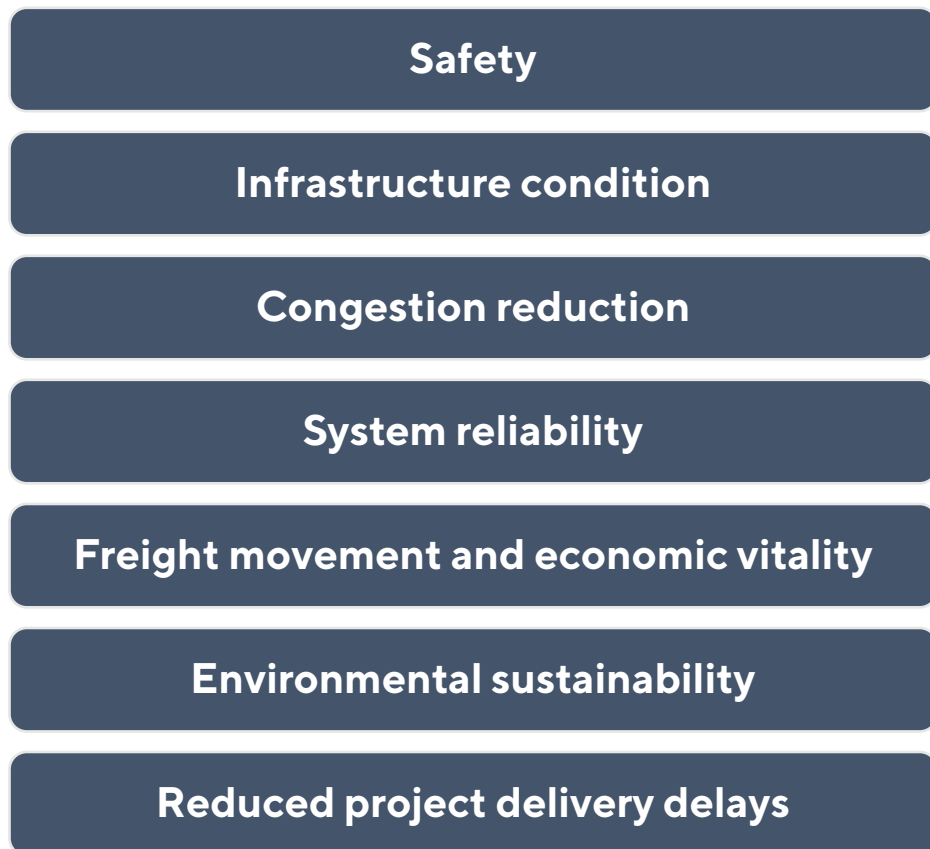 Safety
Infrastructure condition
Congestion reduction
System reliability
Freight movement and economic vitality
Environmental sustainability
Reduced project delivery delays